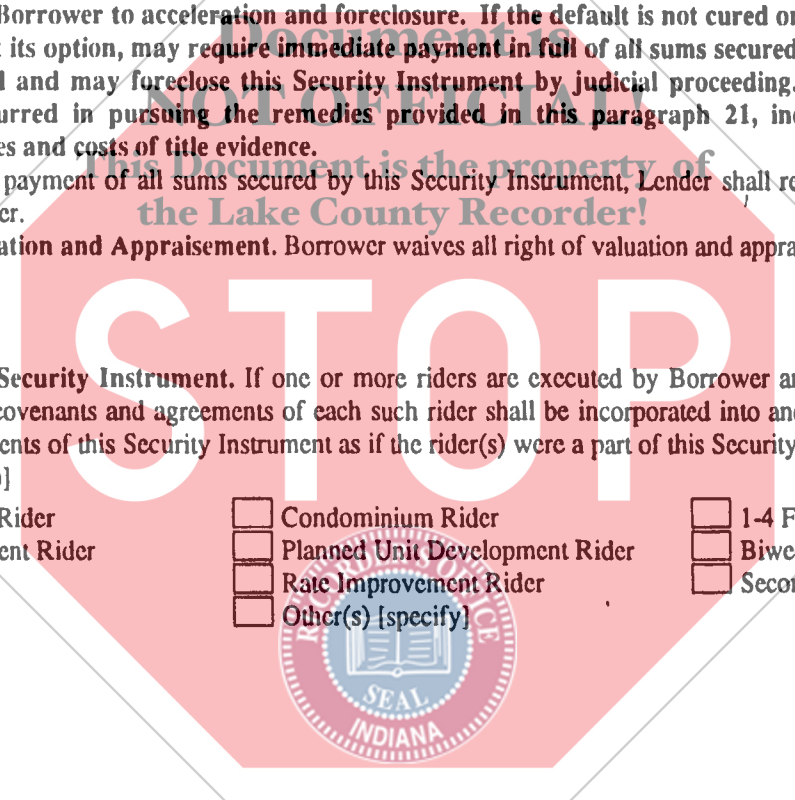 Borrower to acceleration and foreclosure. If the default is not cured or
Document is
its option, may require immediate payment in full of all sums secured
and may foreclose this Security Instrument by judicial proceeding.
NOT OFFICIAL!
urred in pursuing the remedies provided in this paragraph 21, in
es and costs of title evidence.
This Document is the property of
payment of all sums secured by this Security Instrument, Lender shall re
the Lake County Recorder!
er.
ation and Appraisement. Borrower waives all right of valuation and appra
STOP
Security Instrument. If one or more riders are executed by Borrower a
covenants and agreements of each such rider shall be incorporated into an
ents of this Security Instrument as if the rider(s) were a part of this Security
]
Rider Condominium Rider 1-4 F
ent Rider Planned Unit Development Rider Biwe
Rate Improvement Rider Seco
Other(s) [specify]
RECORDER'S OFFICE
SEAL
INDIANA